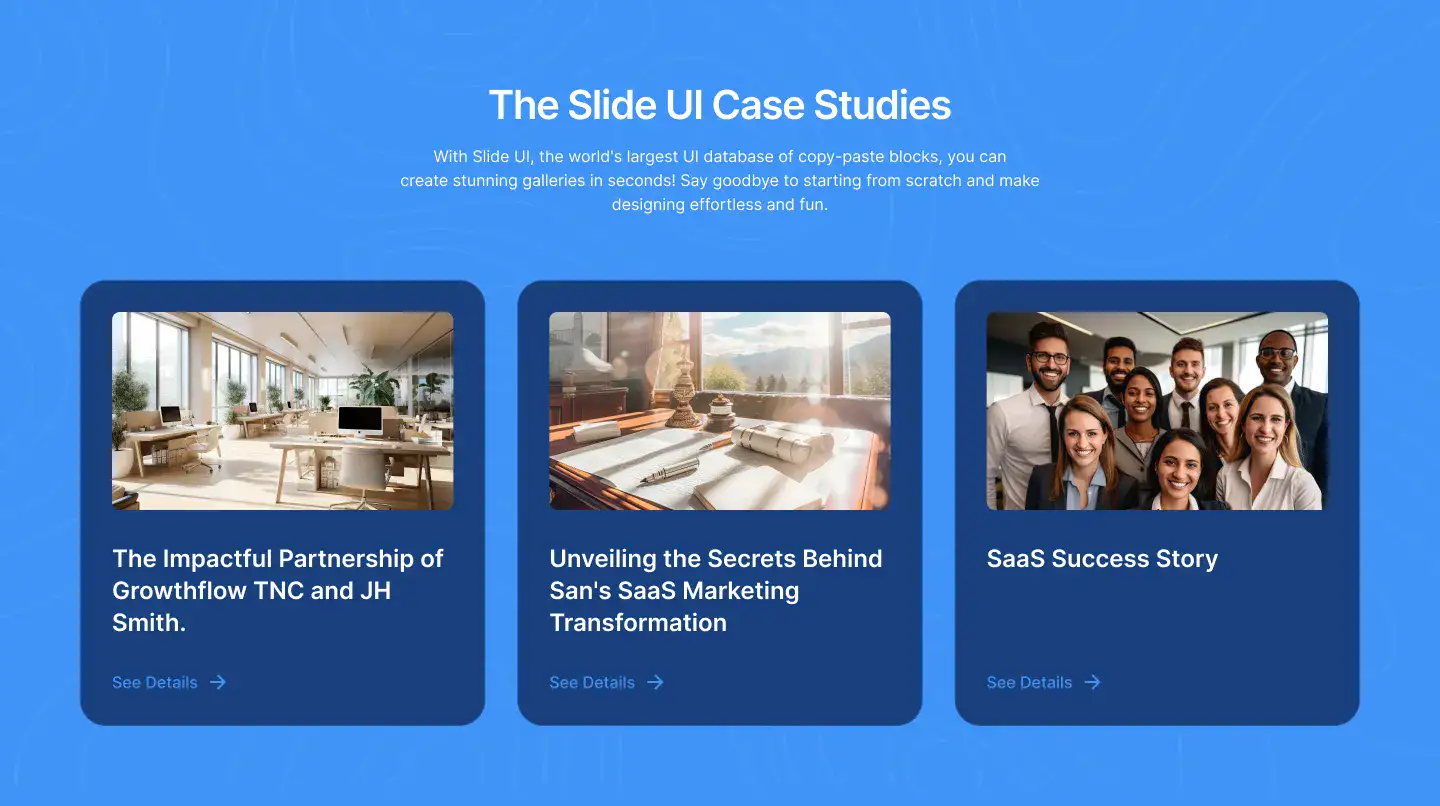 The Slide UI Case Studies
With Slide UI, the world's largest UI database of copy-paste blocks, you can
create stunning galleries in seconds! Say goodbye to starting from scratch and make
designing effortless and fun.
The Impactful Partnership of
Growthflow TNC and JH
Smith.
See Details
Unveiling the Secrets Behind
San's SaaS Marketing
Transformation
See Details
SaaS Success Story
See Details